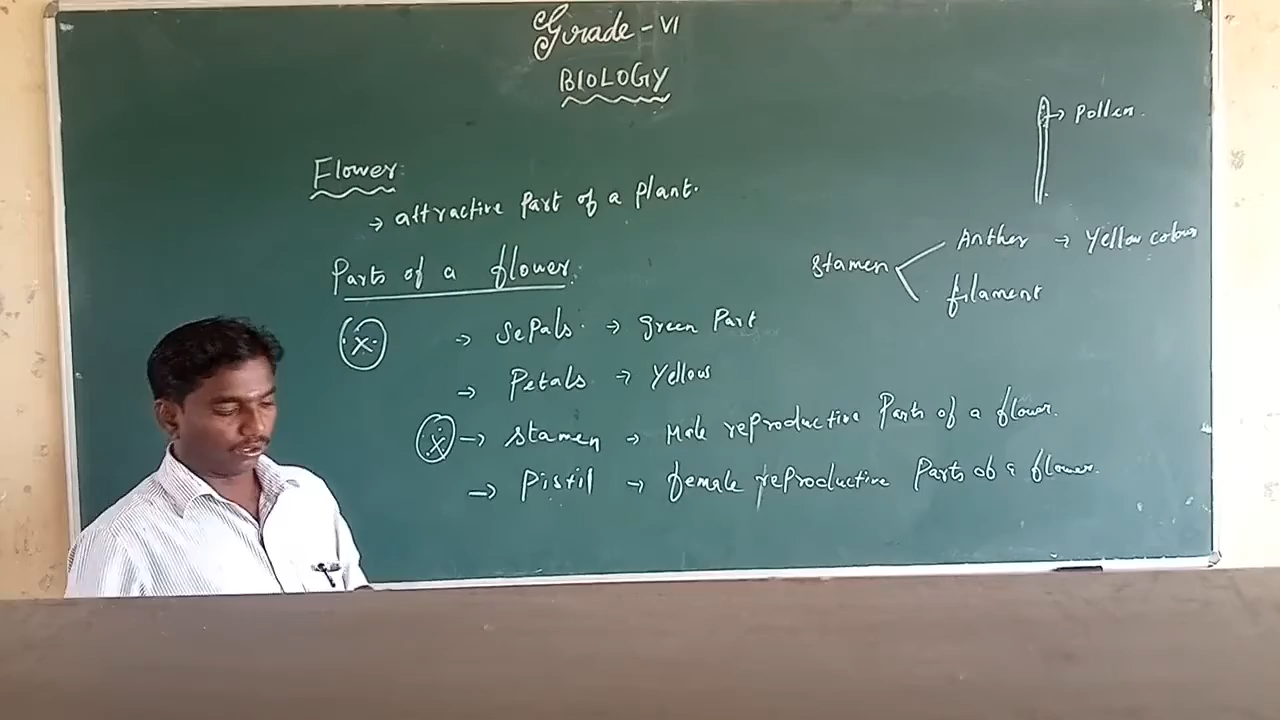 Grade - VI
BIOLOGY
Flower:
→ attractive part of a plant.
Parts of a flower:
→ Sepals → green Part
→ Petals → Yellow
→ Stamen → Male reproductive Parts of a flower.
→ Pistil → female reproductive Parts of a flower.
→ Pollen.
Stamen
Anther → Yellow colour
filament